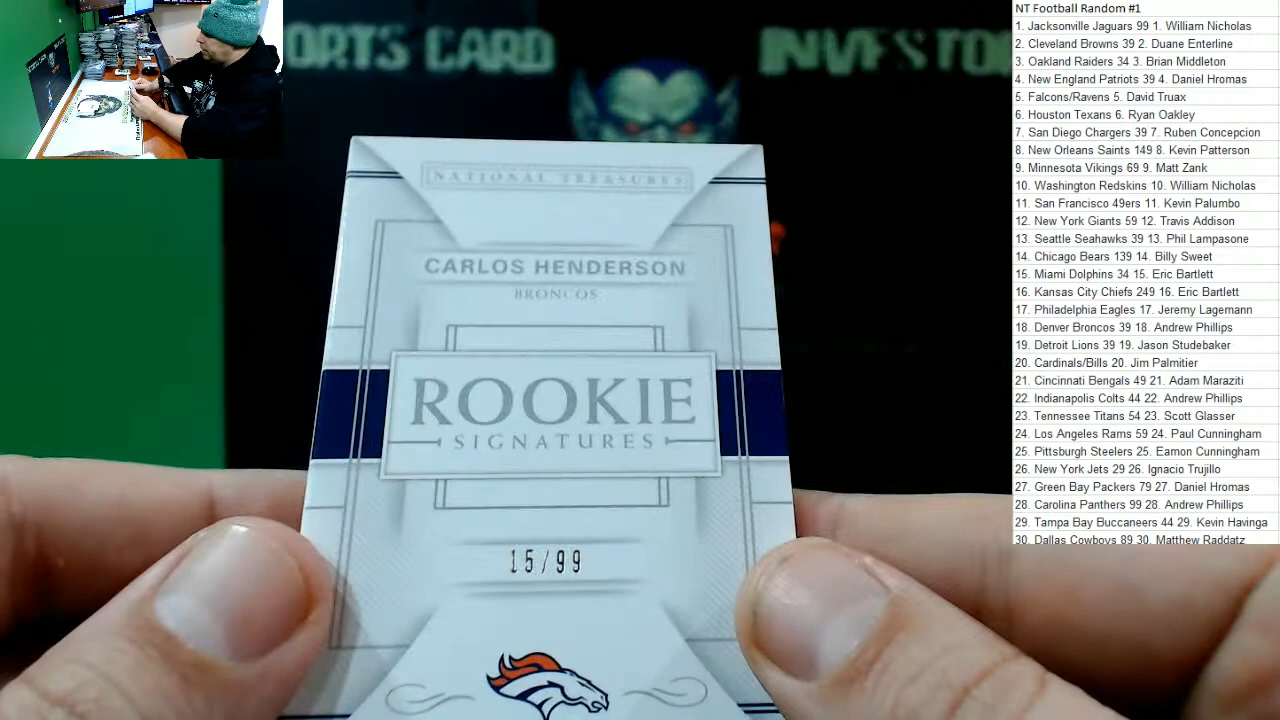 ORTS CARD
INVESTO
NATIONAL TREASURES
CARLOS HENDERSON
BRONCOS
ROOKIE
SIGNATURES
15/99
NT Football Random #1
1. Jacksonville Jaguars 99 1. William Nicholas
2. Cleveland Browns 39 2. Duane Enterline
3. Oakland Raiders 34 3. Brian Middleton
4. New England Patriots 39 4. Daniel Hromas
5. Falcons/Ravens 5. David Truax
6. Houston Texans 6. Ryan Oakley
7. San Diego Chargers 39 7. Ruben Concepcion
8. New Orleans Saints 149 8. Kevin Patterson
9. Minnesota Vikings 69 9. Matt Zank
10. Washington Redskins 10. William Nicholas
11. San Francisco 49ers 11. Kevin Palumbo
12. New York Giants 59 12. Travis Addison
13. Seattle Seahawks 39 13. Phil Lampasone
14. Chicago Bears 139 14. Billy Sweet
15. Miami Dolphins 34 15. Eric Bartlett
16. Kansas City Chiefs 249 16. Eric Bartlett
17. Philadelphia Eagles 17. Jeremy Lagemann
18. Denver Broncos 39 18. Andrew Phillips
19. Detroit Lions 39 19. Jason Studebaker
20. Cardinals/Bills 20. Jim Palmitier
21. Cincinnati Bengals 49 21. Adam Maraziti
22. Indianapolis Colts 44 22. Andrew Phillips
23. Tennessee Titans 54 23. Scott Glasser
24. Los Angeles Rams 59 24. Paul Cunningham
25. Pittsburgh Steelers 25. Eamon Cunningham
26. New York Jets 29 26. Ignacio Trujillo
27. Green Bay Packers 79 27. Daniel Hromas
28. Carolina Panthers 99 28. Andrew Phillips
29. Tampa Bay Buccaneers 44 29. Kevin Havinga
30. Dallas Cowboys 89 30. Matthew Raddatz